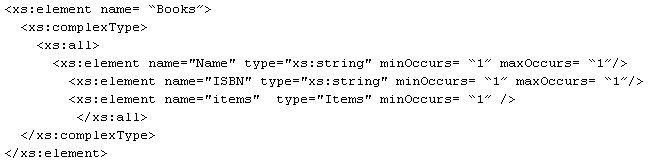 <xs:element name= “Books”>
<xs:complexType>
<xs:all>
<xs:element name="Name" type="xs:string" minOccurs= “1” maxOccurs= “1”/>
<xs:element name="ISBN" type="xs:string" minOccurs= “1” maxOccurs= “1”/>
<xs:element name="items"  type="Items" minOccurs= “1” />
</xs:all>
</xs:complexType>
</xs:element>